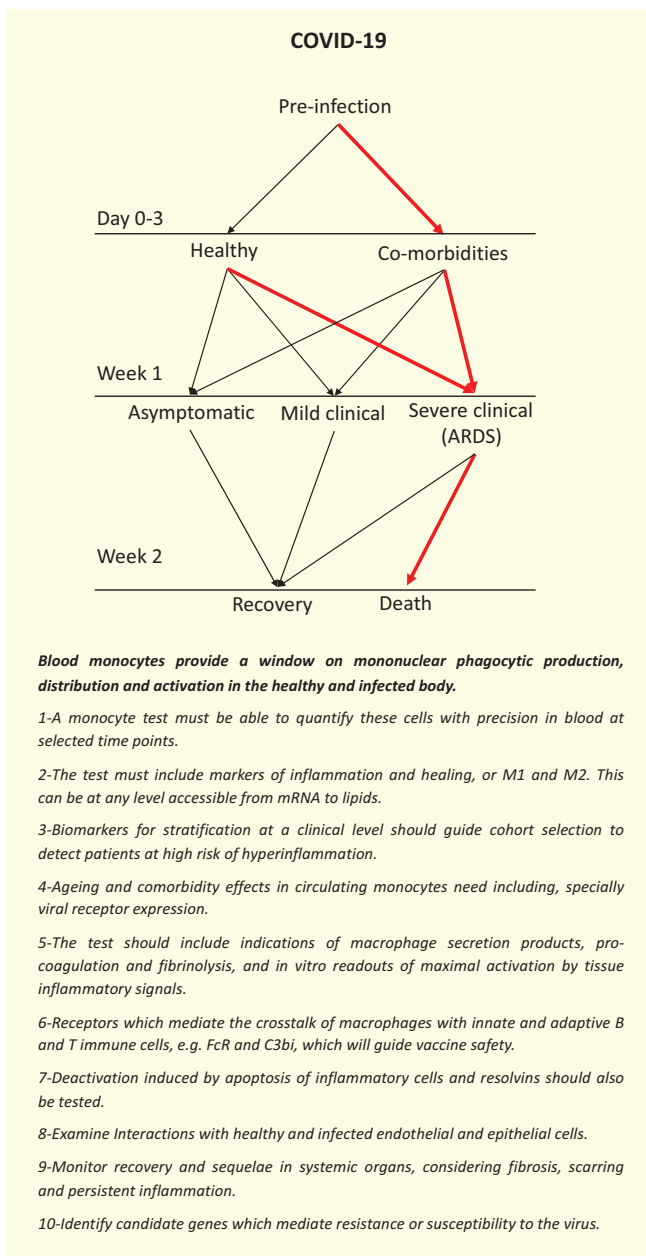 COVID-19
Pre-infection
Day 0-3
Healthy
Co-morbidities
Week 1
Asymptomatic
Mild clinical
Severe clinical
(ARDS)
Week 2
Recovery
Death
Blood monocytes provide a window on mononuclear phagocytic production,
distribution and activation in the healthy and infected body.
1-A monocyte test must be able to quantify these cells with precision in blood at
selected time points.
2-The test must include markers of inflammation and healing, or M1 and M2. This
can be at any level accessible from mRNA to lipids.
3-Biomarkers for stratification at a clinical level should guide cohort selection to
detect patients at high risk of hyperinflammation.
4-Ageing and comorbidity effects in circulating monocytes need including, specially
viral receptor expression.
5-The test should include indications of macrophage secretion products, pro-
coagulation and fibrinolysis, and in vitro readouts of maximal activation by tissue
inflammatory signals.
6-Receptors which mediate the crosstalk of macrophages with innate and adaptive B
and T immune cells, e.g. FcR and C3bi, which will guide vaccine safety.
7-Deactivation induced by apoptosis of inflammatory cells and resolvins should also
be tested.
8-Examine Interactions with healthy and infected endothelial and epithelial cells.
9-Monitor recovery and sequelae in systemic organs, considering fibrosis, scarring
and persistent inflammation.
10-Identify candidate genes which mediate resistance or susceptibility to the virus.